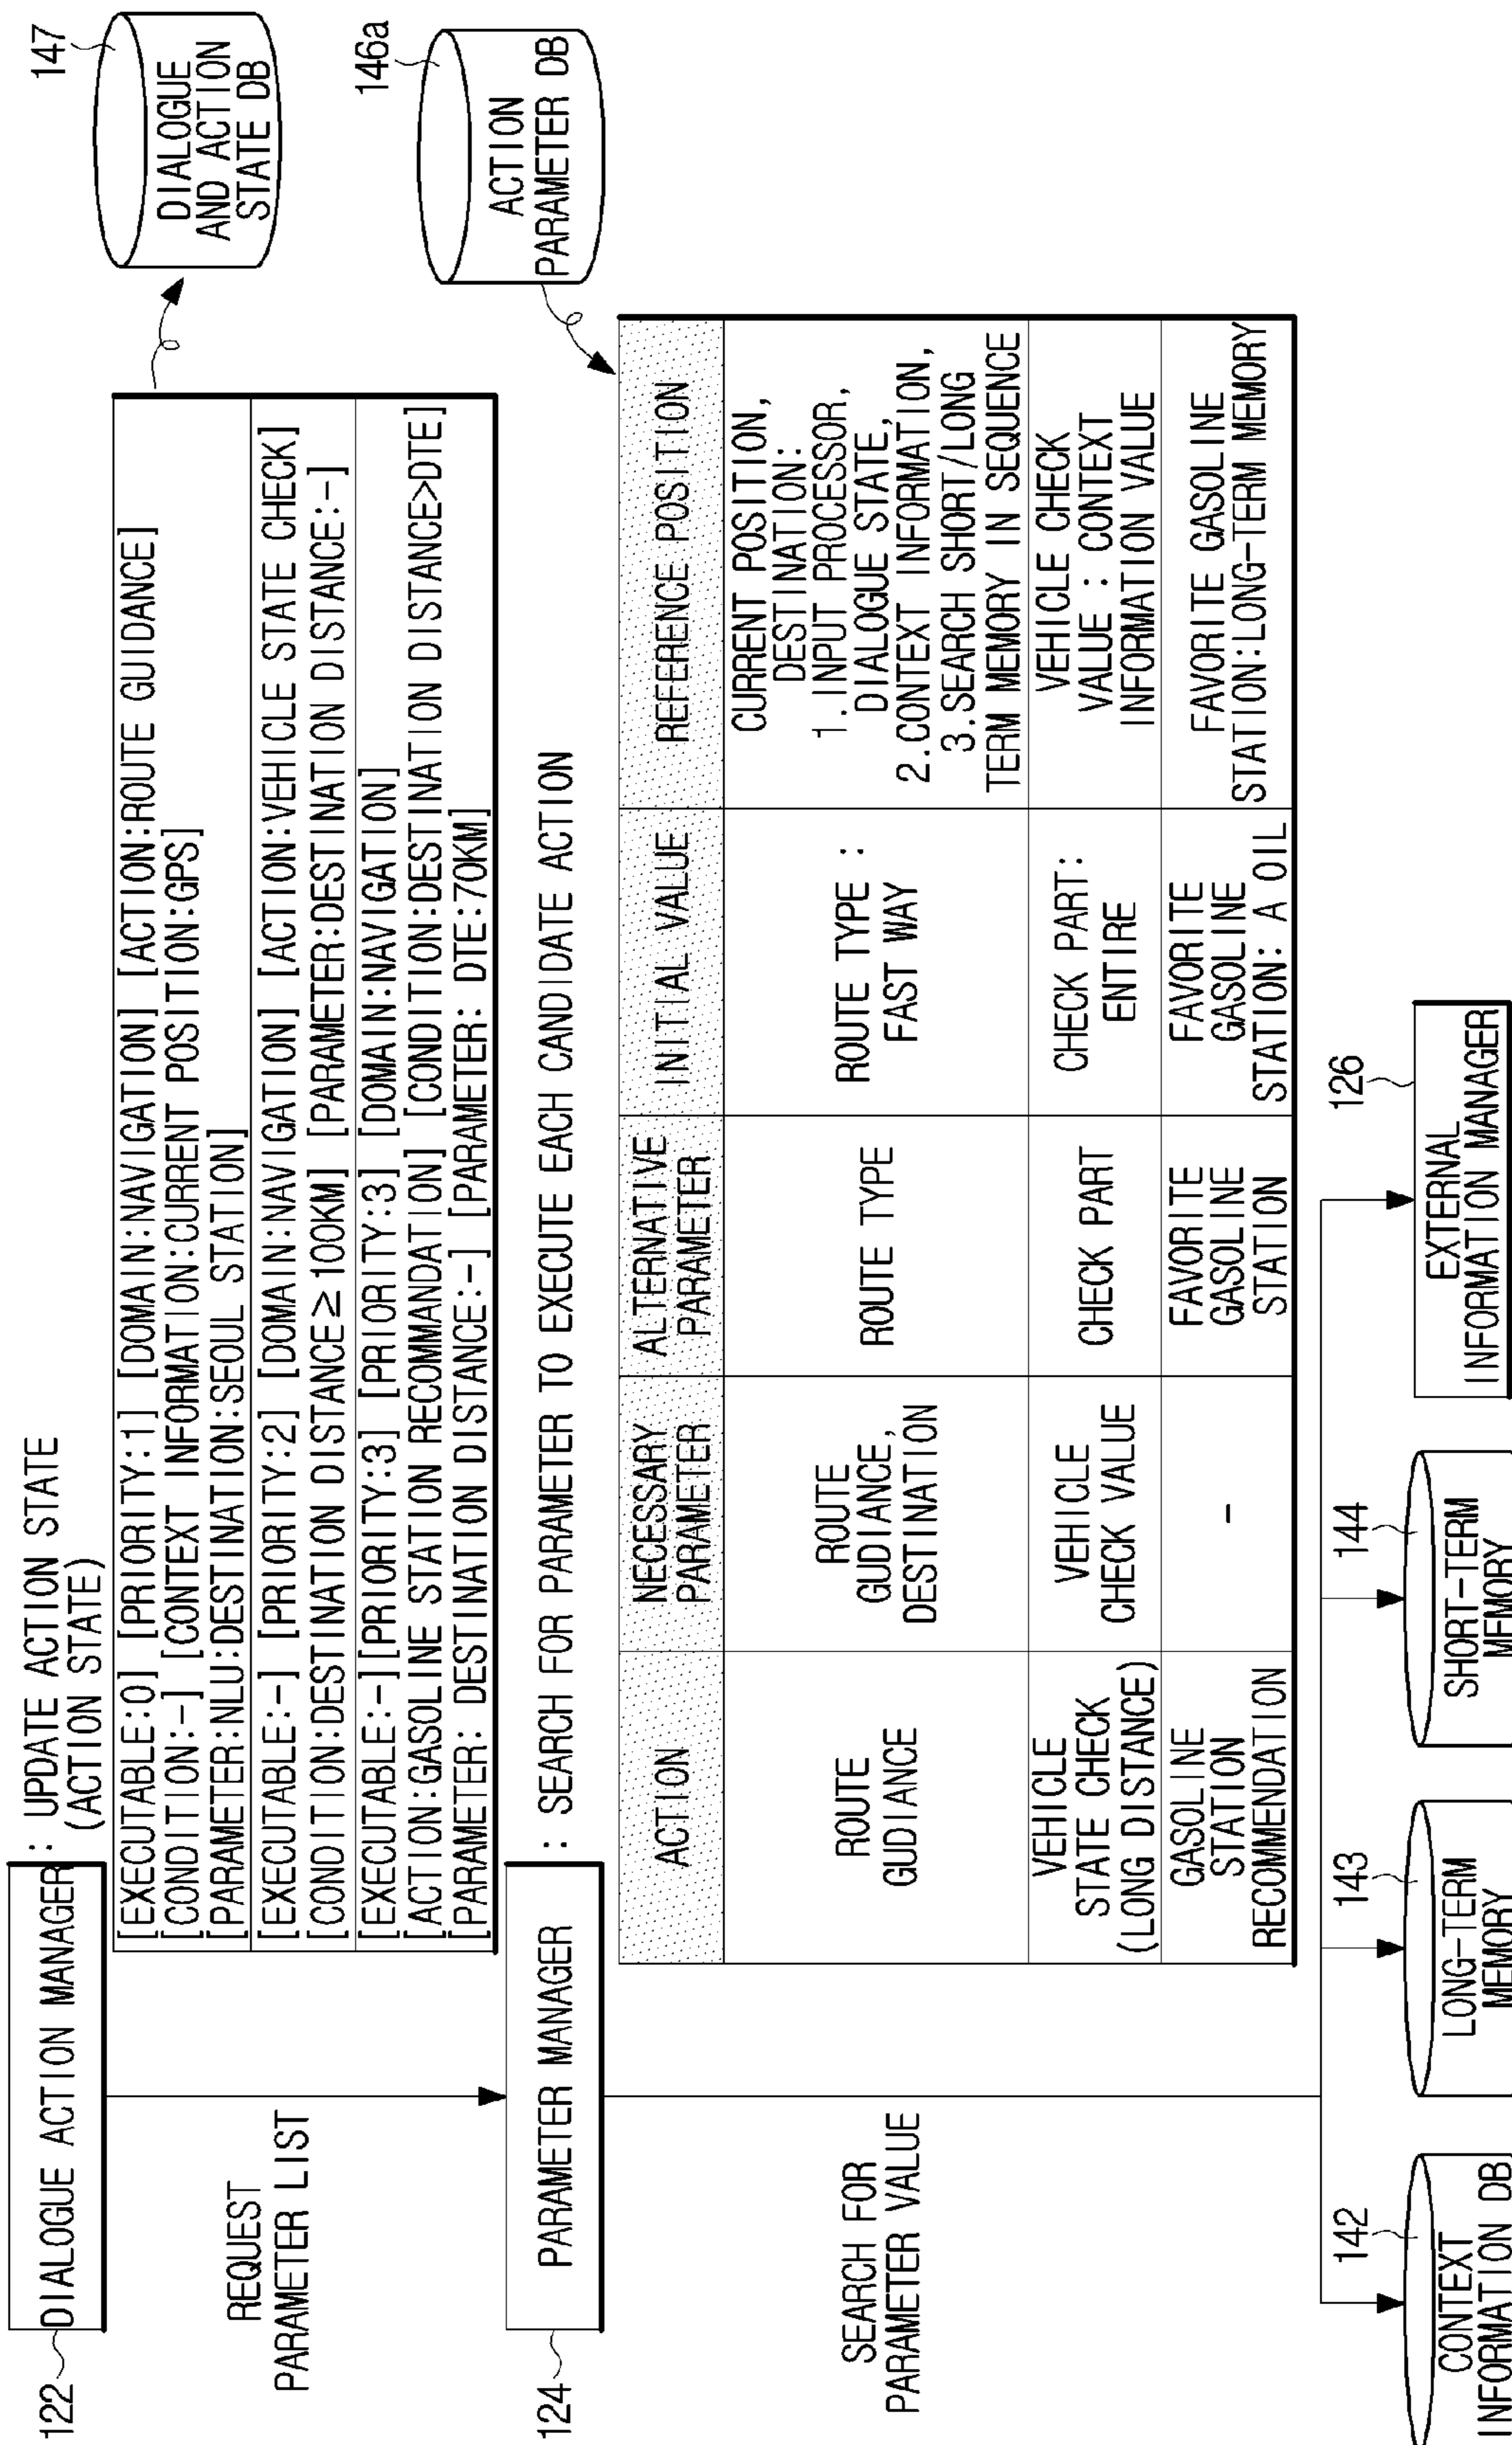 122
DIALOGUE ACTION MANAGER
: UPDATE ACTION STATE
(ACTION STATE)
147
DIALOGUE
AND ACTION
STATE DB
[EXECUTABLE:O] [PRIORITY:1] [DOMAIN:NAVIGATION] [ACTION:ROUTE GUIDANCE]
[CONDITION:-] [CONTEXT INFORMATION:CURRENT POSITION:GPS]
[PARAMETER:NLU:DESTINATION:SEOUL STATION]
[EXECUTABLE:-] [PRIORITY:2] [DOMAIN:NAVIGATION] [ACTION:VEHICLE STATE CHECK]
[CONDITION:DESTINATION DISTANCE≥100KM] [PARAMETER:DESTINATION DISTANCE:-]
[EXECUTABLE:-][PRIORITY:3] [PRIORITY:3] [DOMAIN:NAVIGATION]
[ACTION:GASOLINE STATION RECOMMANDATION] [CONDITION:DESTINATION DISTANCE>DTE]
[PARAMETER: DESTINATION DISTANCE:-] [PARAMETER: DTE:70KM]
REQUEST
PARAMETER LIST
124
PARAMETER MANAGER
: SEARCH FOR PARAMETER TO EXECUTE EACH CANDIDATE ACTION
146a
ACTION
PARAMETER DB
ACTION
NECESSARY
PARAMETER
ALTERNATIVE
PARAMETER
INITIAL VALUE
REFERENCE POSITION
ROUTE
GUDIANCE
ROUTE
GUDIANCE,
DESTINATION
ROUTE TYPE
ROUTE TYPE :
FAST WAY
CURRENT POSITION,
DESTINATION:
1.INPUT PROCESSOR,
DIALOGUE STATE,
2.CONTEXT INFORMATION,
3.SEARCH SHORT/LONG
TERM MEMORY IN SEQUENCE
VEHICLE
STATE CHECK
(LONG DISTANCE)
VEHICLE
CHECK VALUE
CHECK PART
CHECK PART:
ENTIRE
VEHICLE CHECK
VALUE : CONTEXT
INFORMATION VALUE
GASOLINE
STATION
RECOMMENDATION
-
FAVORITE
GASOLINE
STATION
FAVORITE
GASOLINE
STATION: A OIL
FAVORITE GASOLINE
STATION:LONG-TERM MEMORY
SEARCH FOR
PARAMETER VALUE
142
CONTEXT
INFORMATION DB
143
LONG-TERM
MEMORY
144
SHORT-TERM
MEMORY
126
EXTERNAL
INFORMATION MANAGER